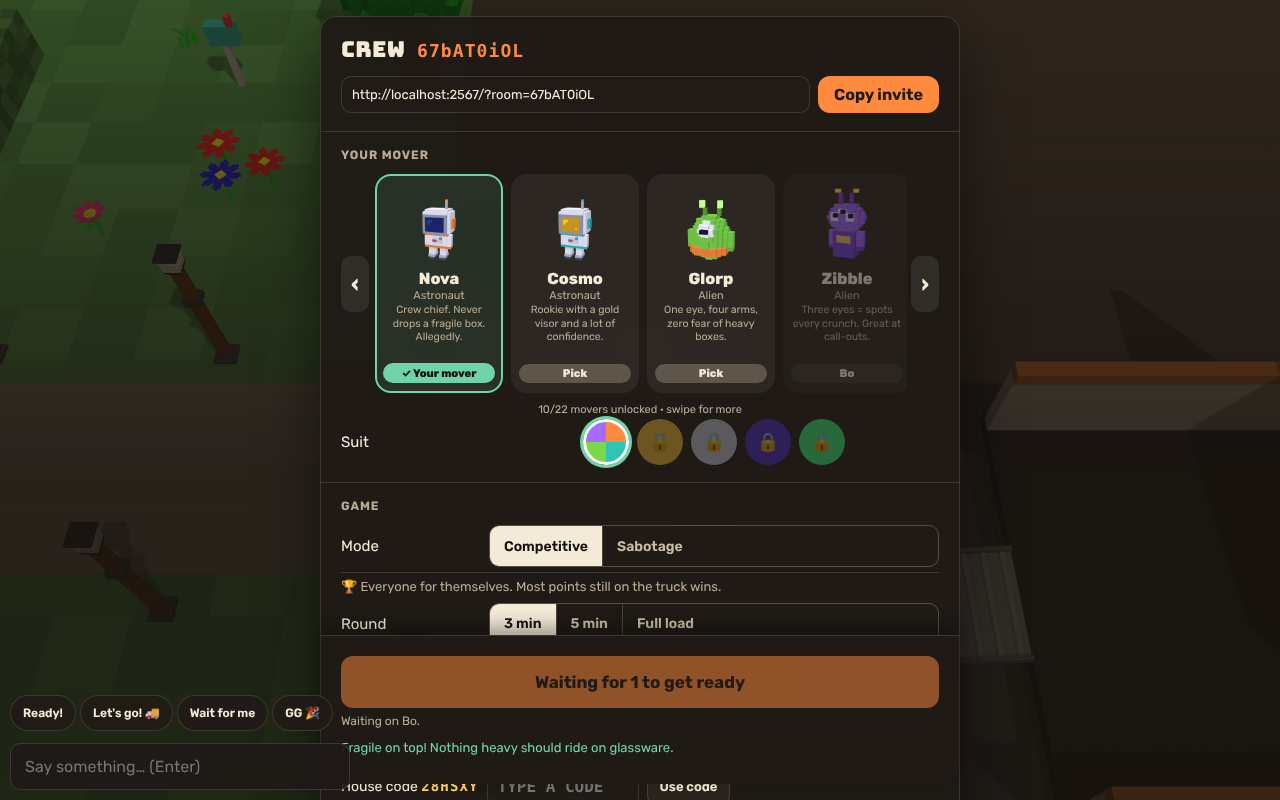 CREW 67bAT0iOL
http://localhost:2567/?room=67bAT0iOL
Copy invite
YOUR MOVER
‹
Nova
Astronaut
Crew chief. Never
drops a fragile box.
Allegedly.
✓ Your mover
Cosmo
Astronaut
Rookie with a gold
visor and a lot of
confidence.
Pick
Glorp
Alien
One eye, four arms,
zero fear of heavy
boxes.
Pick
Zibble
Alien
Three eyes = spots
every crunch. Great at
call-outs.
Bo
›
10/22 movers unlocked • swipe for more
Suit
GAME
Mode
Competitive
Sabotage
🏆 Everyone for themselves. Most points still on the truck wins.
Round
3 min
5 min
Full load
Waiting for 1 to get ready
Waiting on Bo.
Fragile on top! Nothing heavy should ride on glassware.
House code 28HSXY
TYPE A CODE
Use code
Ready!
Let's go! 🚚
Wait for me
GG 🎉
Say something… (Enter)